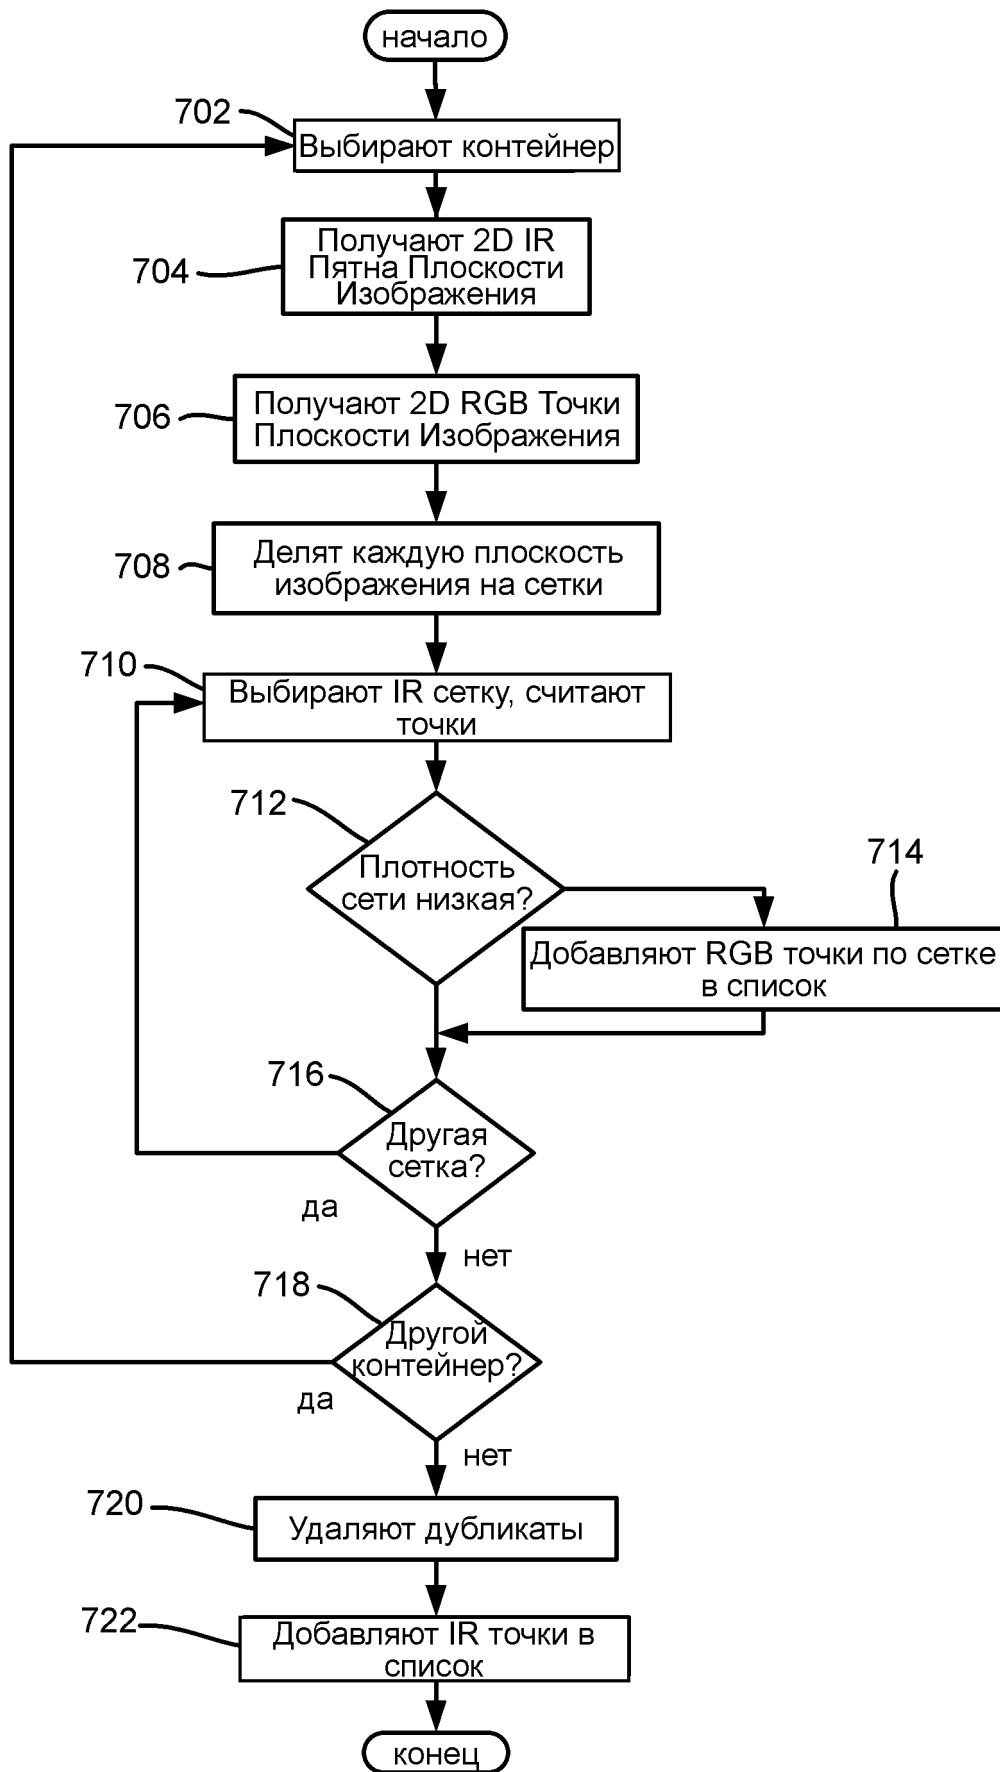 начало
702
Выбирают контейнер
704
Получают 2D IR
Пятна Плоскости
Изображения
706
Получают 2D RGB Точки
Плоскости Изображения
708
Делят каждую плоскость
изображения на сетки
710
Выбирают IR сетку, считают
точки
712
Плотность
сети низкая?
714
Добавляют RGB точки по сетке
в список
716
Другая
сетка?
да
нет
718
Другой
контейнер?
да
нет
720
Удаляют дубликаты
722
Добавляют IR точки в
список
конец